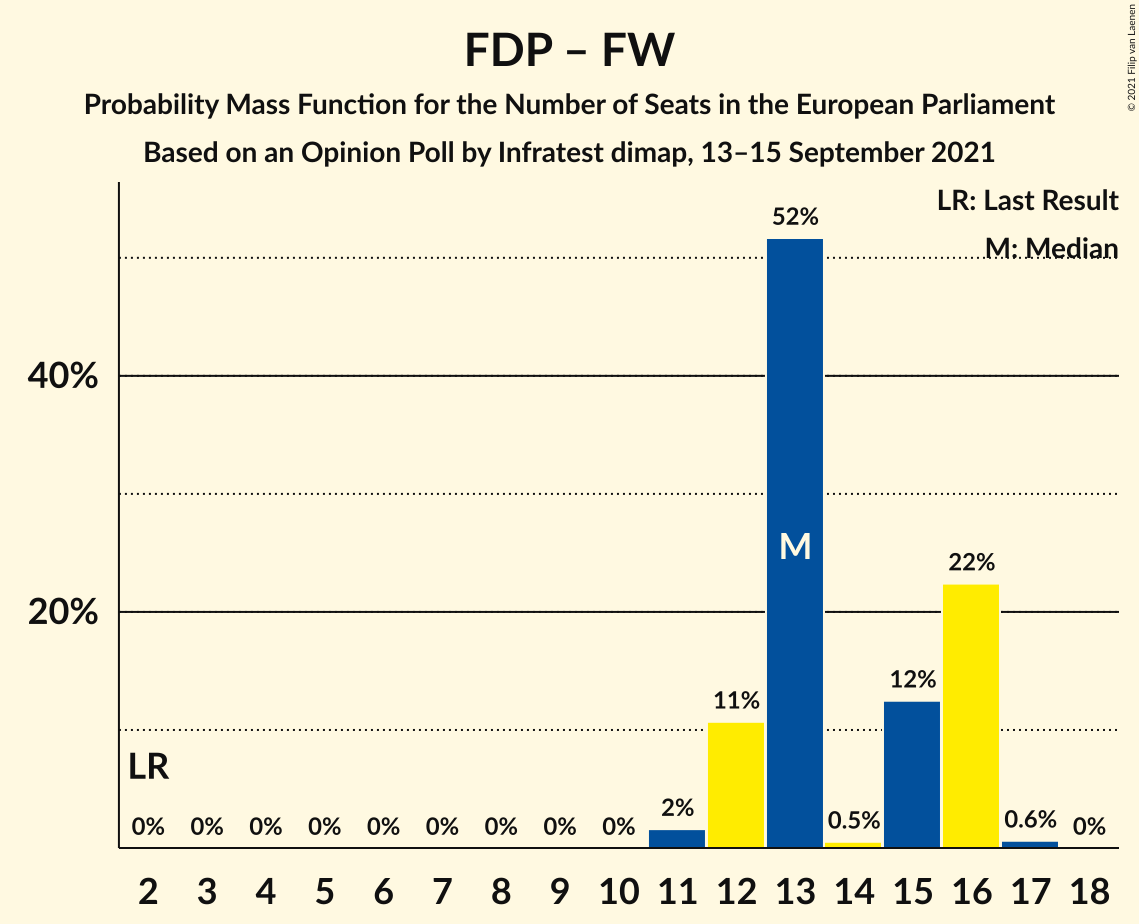 FDP – FW
Probability Mass Function for the Number of Seats in the European Parliament
Based on an Opinion Poll by Infratest dimap, 13–15 September 2021
© 2021 Filip van Laenen
LR: Last Result
M: Median
52%
40%
M
22%
20%
12%
11%
LR
2%
0.5%
0.6%
0% 0% 0% 0% 0% 0% 0% 0% 0% 0%
2 3 4 5 6 7 8 9 10 11 12 13 14 15 16 17 18